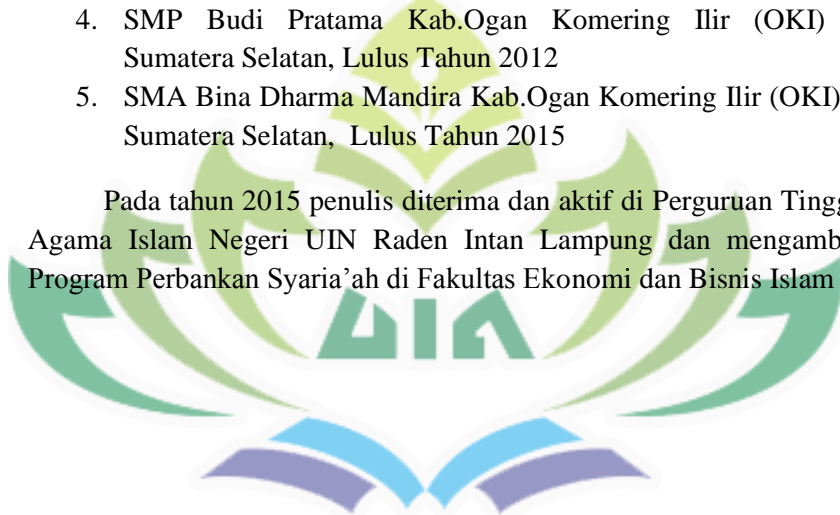 4. SMP Budi Pratama Kab.Ogan Komering Ilir (OKI)
Sumatera Selatan, Lulus Tahun 2012
5. SMA Bina Dharma Mandira Kab.Ogan Komering Ilir (OKI)
Sumatera Selatan, Lulus Tahun 2015
Pada tahun 2015 penulis diterima dan aktif di Perguruan Tingg
Agama Islam Negeri UIN Raden Intan Lampung dan mengamb
Program Perbankan Syaria’ah di Fakultas Ekonomi dan Bisnis Islam
UIN